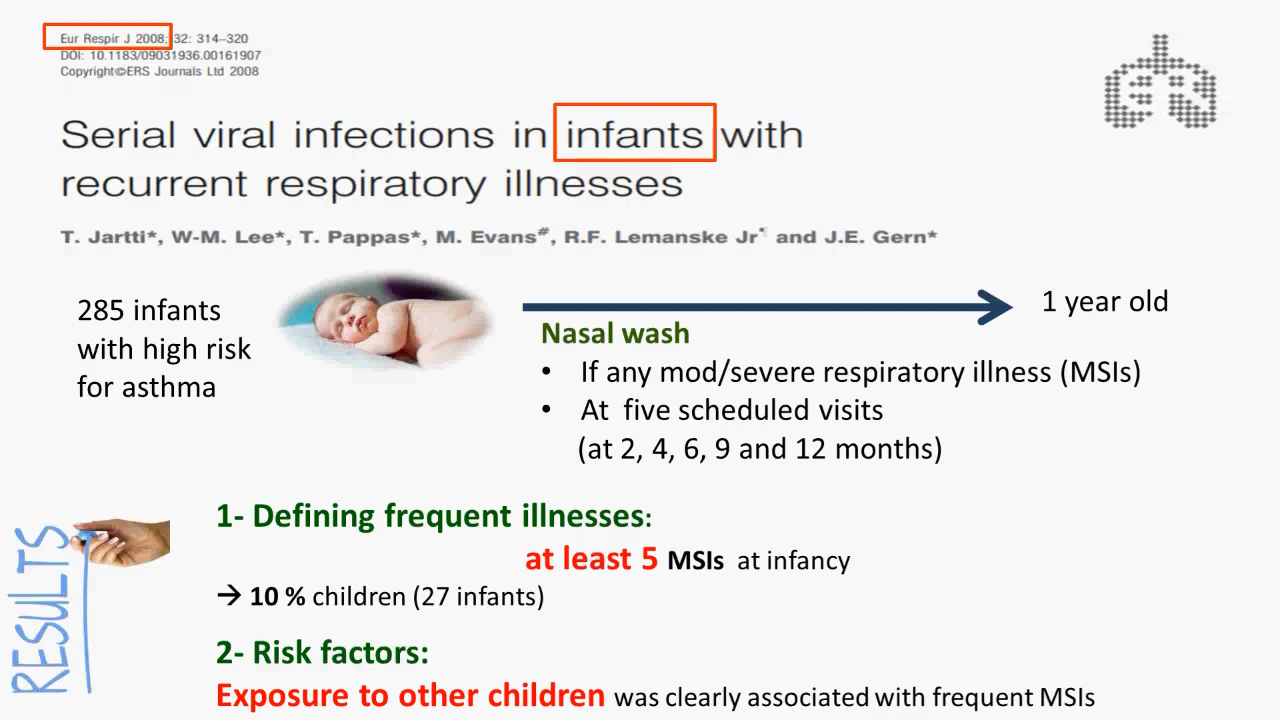 Eur Respir J 2008; 32: 314–320
DOI: 10.1183/09031936.00161907
Copyright©ERS Journals Ltd 2008
ERS
Serial viral infections in infants with
recurrent respiratory illnesses
T. Jartti*, W-M. Lee*, T. Pappas*, M. Evans#, R.F. Lemanske Jr¶ and J.E. Gern*
285 infants
with high risk
for asthma
1 year old
Nasal wash
• If any mod/severe respiratory illness (MSIs)
• At five scheduled visits
(at 2, 4, 6, 9 and 12 months)
RESULTS
1- Defining frequent illnesses:
at least 5 MSIs at infancy
→ 10 % children (27 infants)
2- Risk factors:
Exposure to other children was clearly associated with frequent MSIs